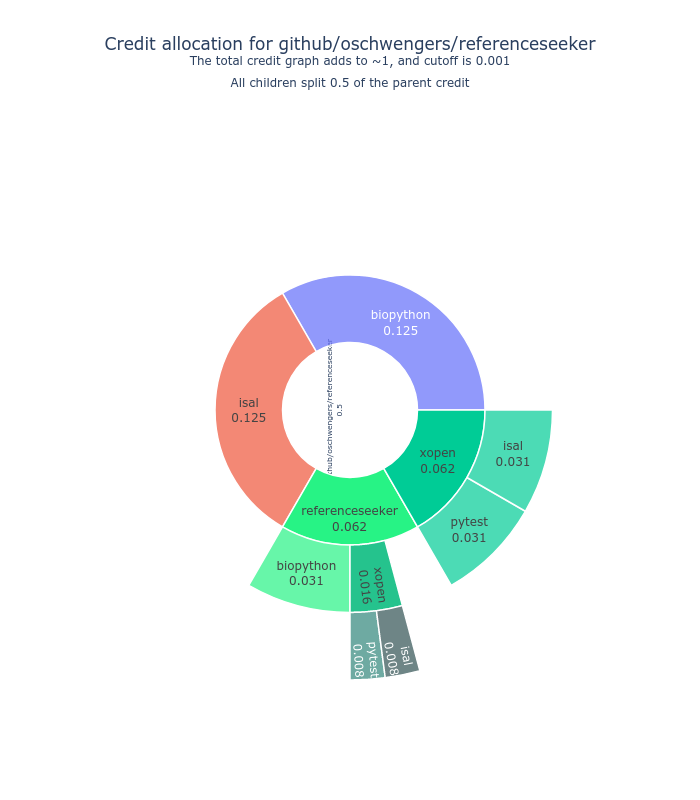 Credit allocation for github/oschwengers/referenceseeker
The total credit graph adds to ~1, and cutoff is 0.001
All children split 0.5 of the parent credit
biopython
0.125
isal
0.125
hub/oschwengers/referenceseeker
0.5
xopen
0.062
isal
0.031
pytest
0.031
referenceseeker
0.062
biopython
0.031
xopen
0.016
pytest
0.008
isal
0.008